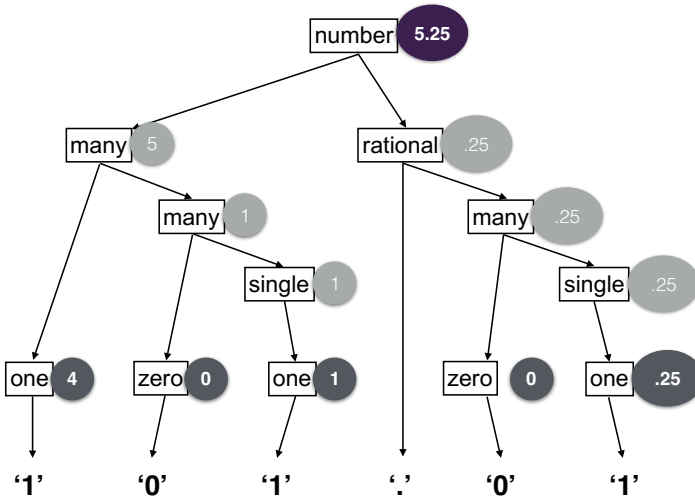 number 5.25
many 5 rational .25
many 1 many .25
single 1 single .25
one 4 zero 0 one 1 zero 0 one .25
‘1’ ‘0’ ‘1’ ‘.’ ‘0’ ‘1’